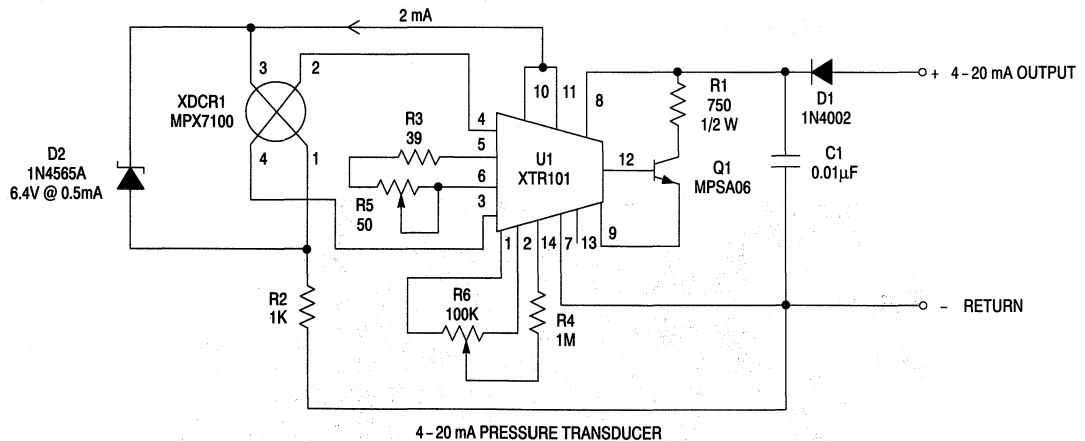 2 mA
3
2
XDCR1
MPX7100
4
1
D2
1N4565A
6.4V @ 0.5mA
R2
1K
R3
39
R5
50
4
5
6
3
10
11
8
U1
XTR101
12
1
2
14
7
13
9
R6
100K
R4
1M
R1
750
1/2 W
Q1
MPSA06
D1
1N4002
C1
0.01µF
+ 4–20 mA OUTPUT
- RETURN
4–20 mA PRESSURE TRANSDUCER